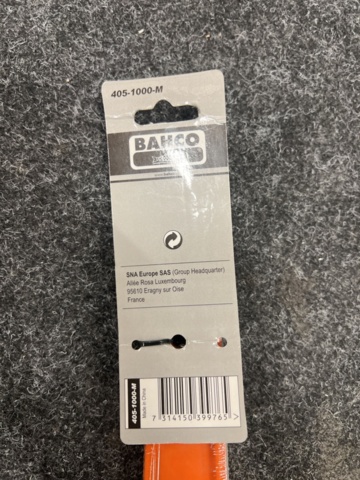 405-1000-M
BAHCO
SNA Europe SAS (Group Headquarter)
Allée Rosa Luxembourg
95610 Eragny sur Oise
France
405-1000-M
Made in China
7 314150 399765 >